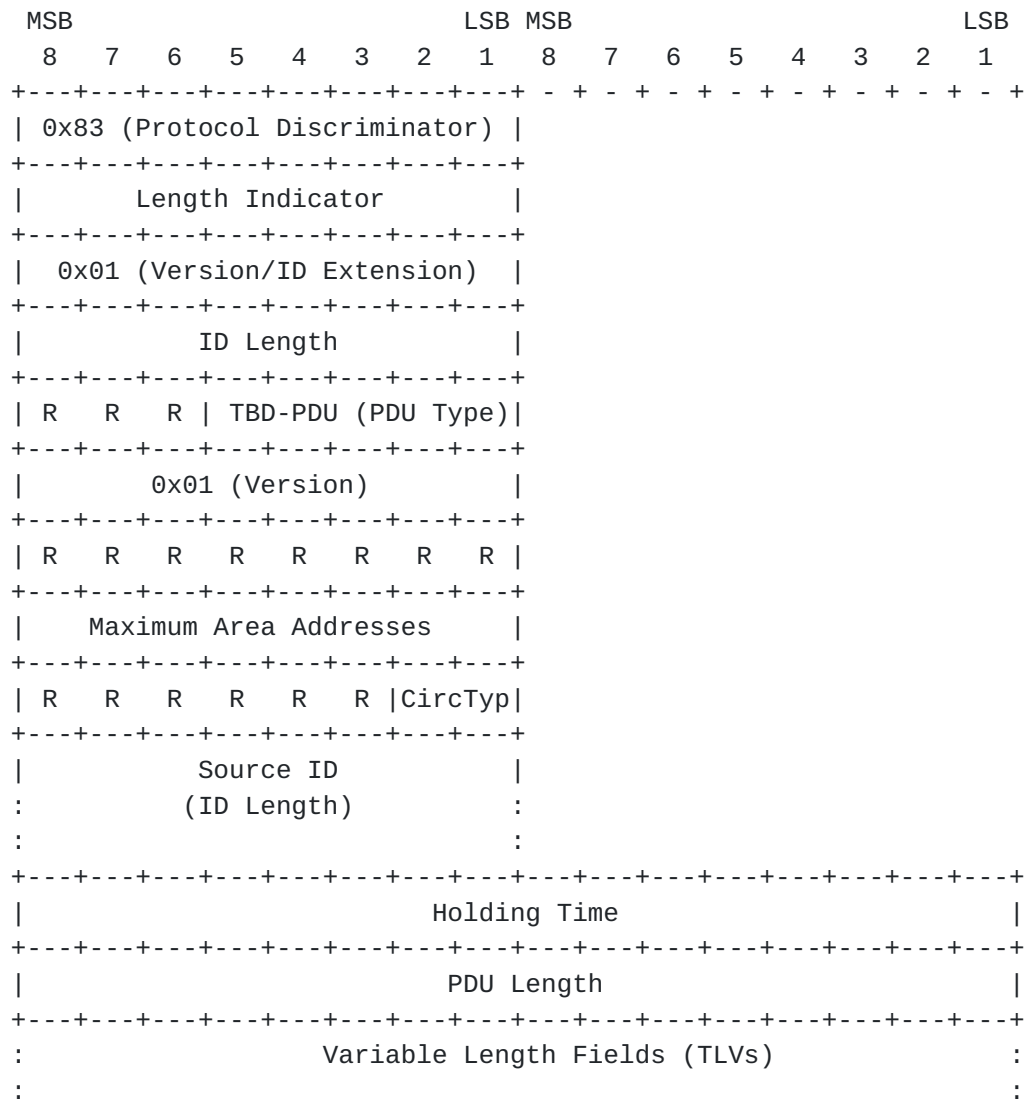 MSB                         LSB MSB                         LSB
  8   7   6   5   4   3   2   1   8   7   6   5   4   3   2   1
+---+---+---+---+---+---+---+---+ - + - + - + - + - + - + - + - +
| 0x83 (Protocol Discriminator) |
+---+---+---+---+---+---+---+---+
|       Length Indicator        |
+---+---+---+---+---+---+---+---+
|  0x01 (Version/ID Extension)  |
+---+---+---+---+---+---+---+---+
|           ID Length           |
+---+---+---+---+---+---+---+---+
| R   R   R | TBD-PDU (PDU Type)|
+---+---+---+---+---+---+---+---+
|        0x01 (Version)         |
+---+---+---+---+---+---+---+---+
| R   R   R   R   R   R   R   R |
+---+---+---+---+---+---+---+---+
|    Maximum Area Addresses     |
+---+---+---+---+---+---+---+---+
| R   R   R   R   R   R |CircTyp|
+---+---+---+---+---+---+---+---+
|           Source ID           |
:          (ID Length)          :
:                               :
+---+---+---+---+---+---+---+---+---+---+---+---+---+---+---+---+
|                          Holding Time                         |
+---+---+---+---+---+---+---+---+---+---+---+---+---+---+---+---+
|                           PDU Length                          |
+---+---+---+---+---+---+---+---+---+---+---+---+---+---+---+---+
:                   Variable Length Fields (TLVs)               :
:                                                               :